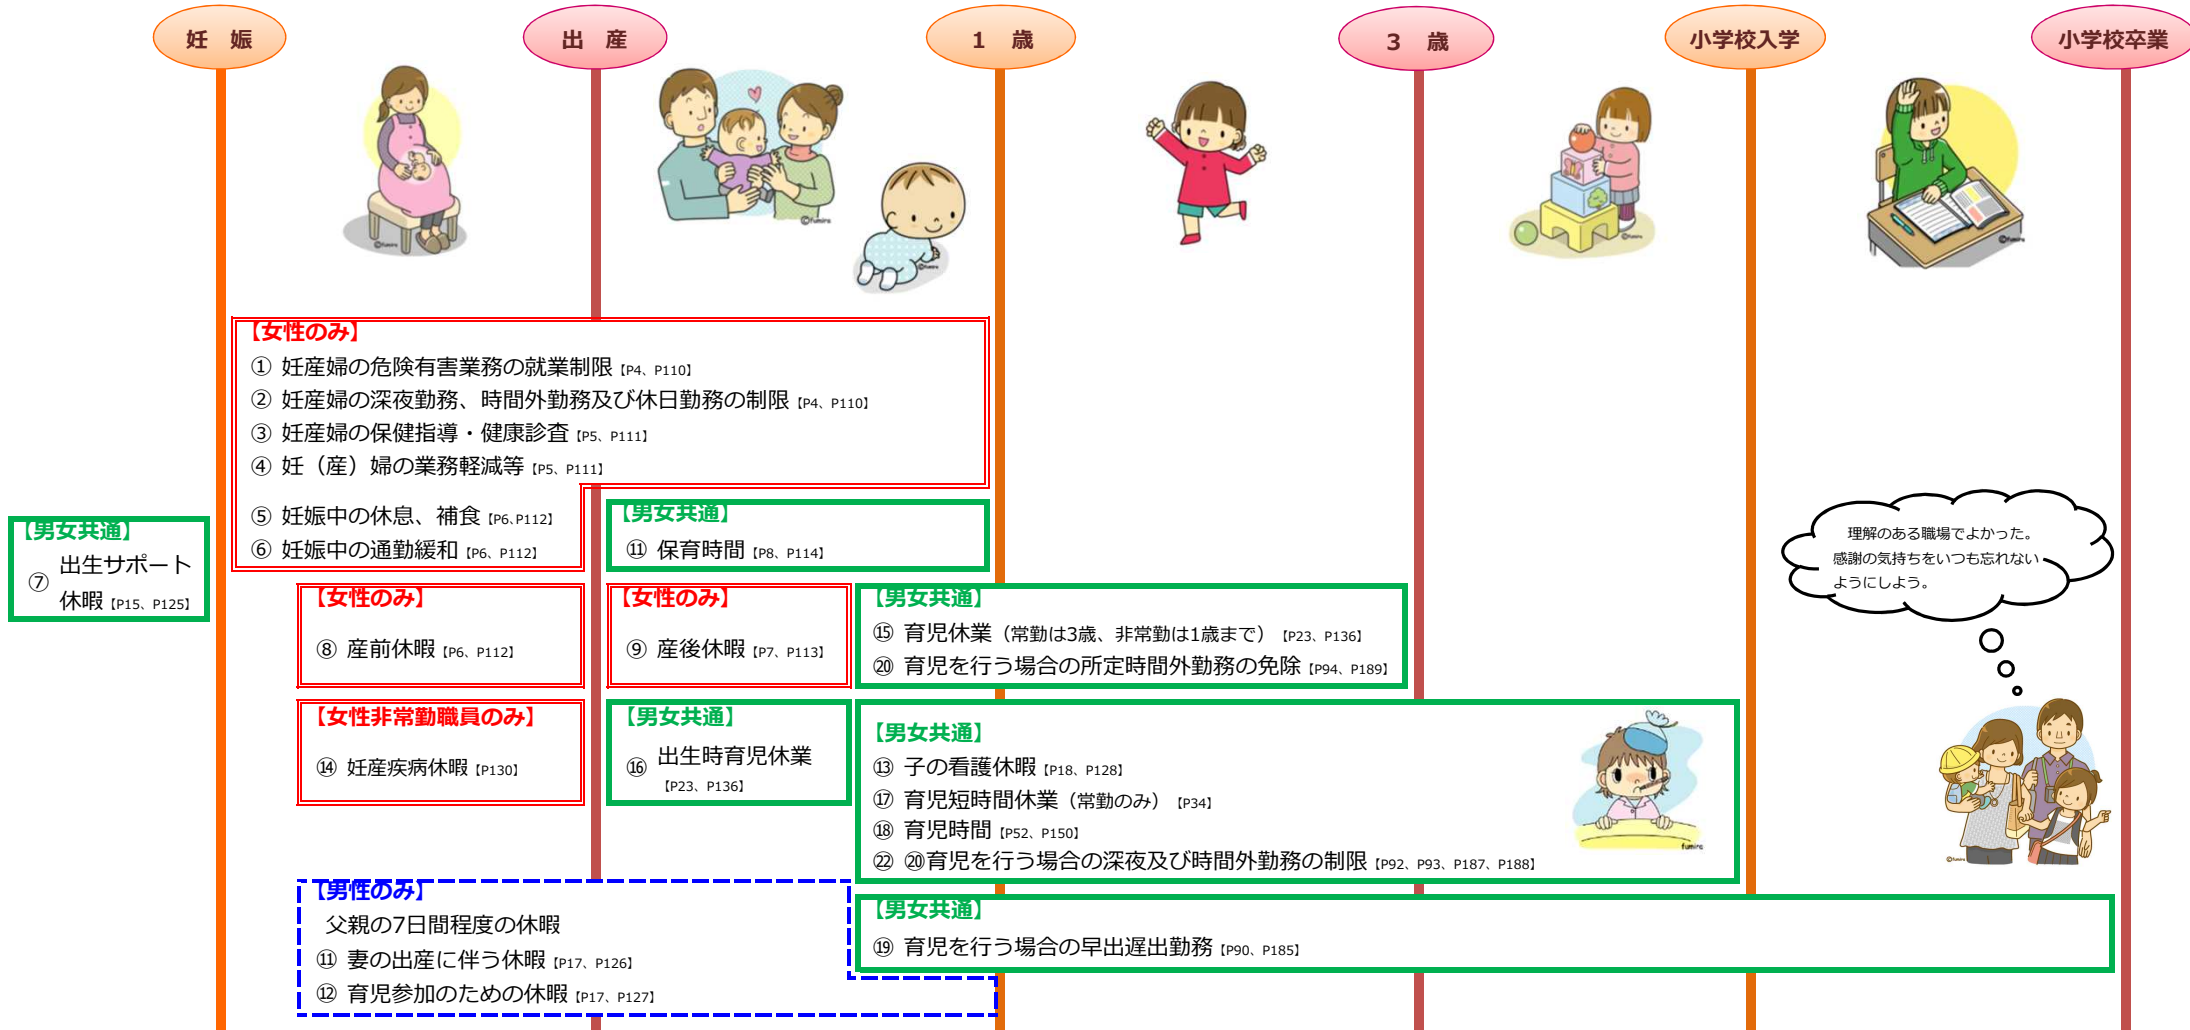 妊 娠
出 産
1 歳
3 歳
小学校入学
小学校卒業
©fumira
©fumira
©fumira
©fumira
©fumira
【女性のみ】
① 妊産婦の危険有害業務の就業制限【P4、P110】
② 妊産婦の深夜勤務、時間外勤務及び休日勤務の制限【P4、P110】
③ 妊産婦の保健指導・健康診査【P5、P111】
④ 妊（産）婦の業務軽減等【P5、P111】
⑤ 妊娠中の休息、補食【P6、P112】
⑥ 妊娠中の通勤緩和【P6、P112】
【男女共通】
⑦ 出生サポート
休暇【P15、P125】
【男女共通】
⑪ 保育時間【P8、P114】
理解のある職場でよかった。
感謝の気持ちをいつも忘れない
ようにしよう。
【女性のみ】
⑧ 産前休暇【P6、P112】
【女性のみ】
⑨ 産後休暇【P7、P113】
【男女共通】
⑮ 育児休業（常勤は3歳、非常勤は1歳まで）【P23、P136】
⑳ 育児を行う場合の所定時間外勤務の免除【P94、P189】
【女性非常勤職員のみ】
⑭ 妊産疾病休暇【P130】
【男女共通】
⑯ 出生時育児休業
【P23、P136】
【男女共通】
⑬ 子の看護休暇【P18、P128】
⑰ 育児短時間休業（常勤のみ）【P34】
⑱ 育児時間【P52、P150】
㉒ ⑳育児を行う場合の深夜及び時間外勤務の制限【P92、P93、P187、P188】
fumira
©fumira
【男性のみ】
父親の7日間程度の休暇
⑪ 妻の出産に伴う休暇【P17、P126】
⑫ 育児参加のための休暇【P17、P127】
【男女共通】
⑲ 育児を行う場合の早出遅出勤務【P90、P185】